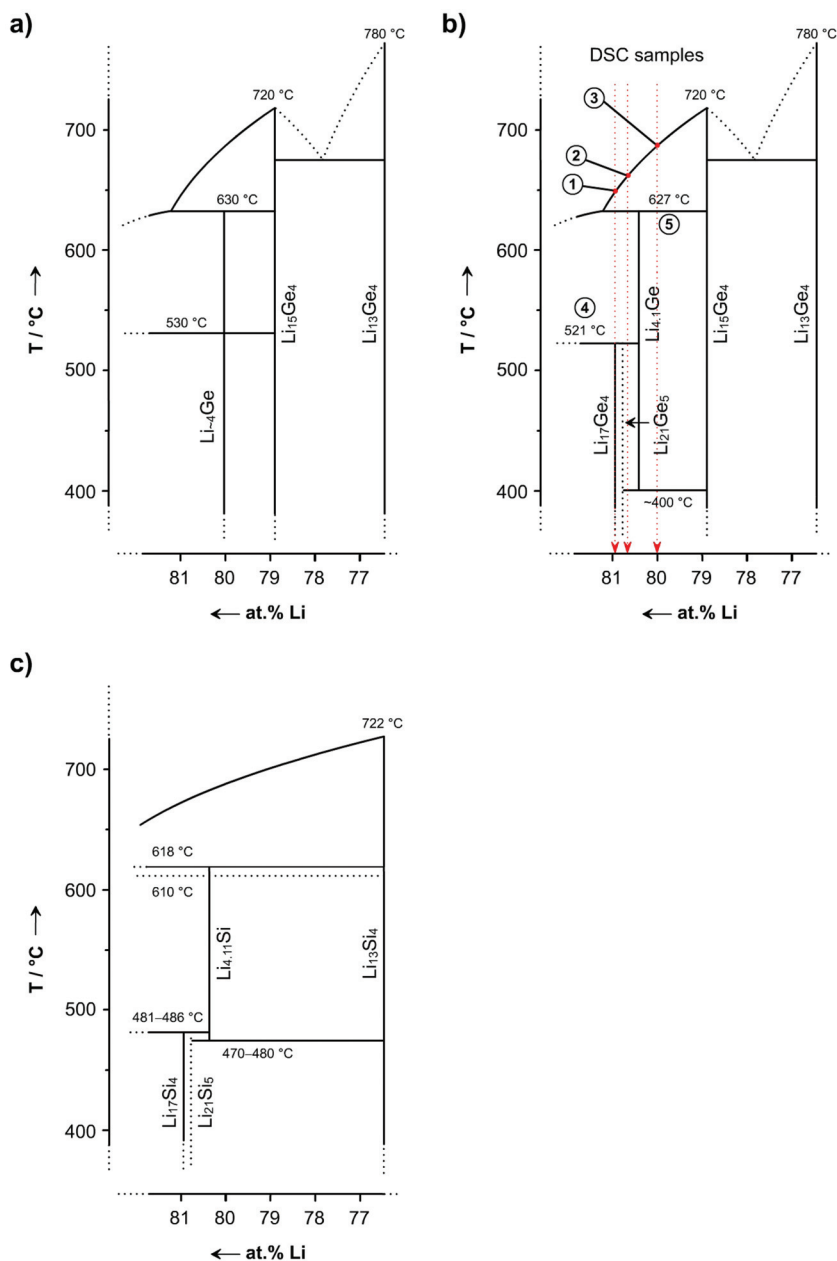 a)
780 °C
720 °C
700
630 °C
600
T / °C
530 °C
500
Li~4Ge
Li15Ge4
Li13Ge4
400
81 80 79 78 77
at.% Li
b)
DSC samples
780 °C
3
720 °C
700
2
1
627 °C
5
600
T / °C
4
521 °C
500
Li17Ge4
Li21Ge5
Li4.1Ge
Li15Ge4
Li13Ge4
400
~400 °C
81 80 79 78 77
at.% Li
c)
722 °C
700
618 °C
600
610 °C
T / °C
Li4.11Si
Li13Si4
500
481–486 °C
470–480 °C
Li17Si4
Li21Si5
400
81 80 79 78 77
at.% Li